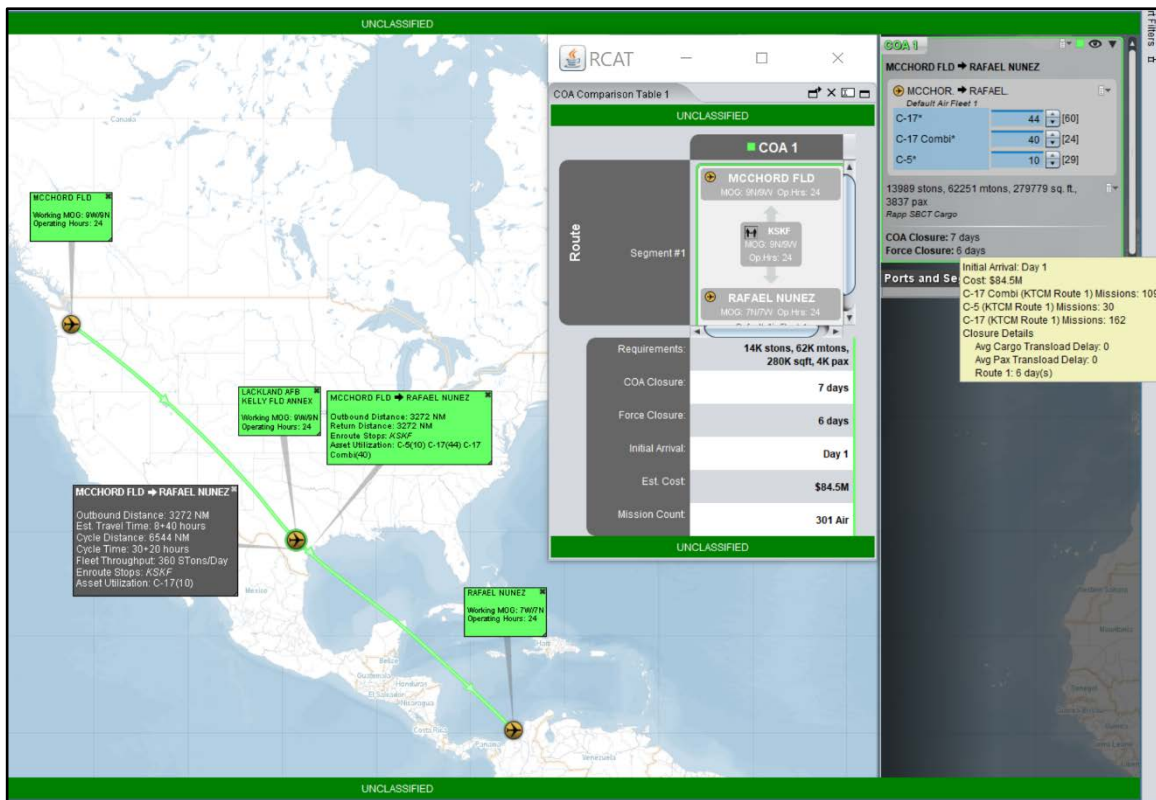 UNCLASSIFIED
Canada
MCCHORD FLD
Working MOG: 9W/9N
Operating Hours: 24
LACKLAND AFB
KELLY FLD ANNEX
Working MOG: 9W/9N
Operating Hours: 24
MCCHORD FLD ➔ RAFAEL NUNEZ
Outbound Distance: 3272 NM
Return Distance: 3272 NM
Enroute Stops: KSKF
Asset Utilization: C-5(10) C-17(44) C-17
Combi(40)
MCCHORD FLD ➔ RAFAEL NUNEZ
Outbound Distance: 3272 NM
Est. Travel Time: 8+40 hours
Cycle Distance: 6544 NM
Cycle Time: 30+20 hours
Fleet Throughput: 360 STons/Day
Enroute Stops: KSKF
Asset Utilization: C-17(10)
Mexico
RAFAEL NUNEZ
Working MOG: 7W/7N
Operating Hours: 24
Belize
Guatemala
Honduras
Nicaragua
Costa Rica
Panama
Venezuela
RCAT
COA Comparison Table 1
UNCLASSIFIED
COA 1
Route
Segment #1
MCCHORD FLD
MOG: 9N/9W Op.Hrs: 24
KSKF
MOG: 9N/9W
Op.Hrs: 24
RAFAEL NUNEZ
MOG: 7N/7W Op.Hrs: 24
Requirements: 14K stons, 62K mtons,
280K sqft, 4K pax
COA Closure: 7 days
Force Closure: 6 days
Initial Arrival: Day 1
Est. Cost: $84.5M
Mission Count: 301 Air
UNCLASSIFIED
COA 1
MCCHORD FLD ➔ RAFAEL NUNEZ
MCCHOR. ➔ RAFAEL.
Default Air Fleet 1
C-17* 44 [60]
C-17 Combi* 40 [24]
C-5* 10 [29]
13989 stons, 62251 mtons, 279779 sq. ft.,
3837 pax
Rapp SBCT Cargo
COA Closure: 7 days
Force Closure: 6 days
Ports and Se
Initial Arrival: Day 1
Cost: $84.5M
C-17 Combi (KTCM Route 1) Missions: 109
C-5 (KTCM Route 1) Missions: 30
C-17 (KTCM Route 1) Missions: 162
Closure Details
Avg Cargo Transload Delay: 0
Avg Pax Transload Delay: 0
Route 1: 6 day(s)
rt Filters
UNCLASSIFIED